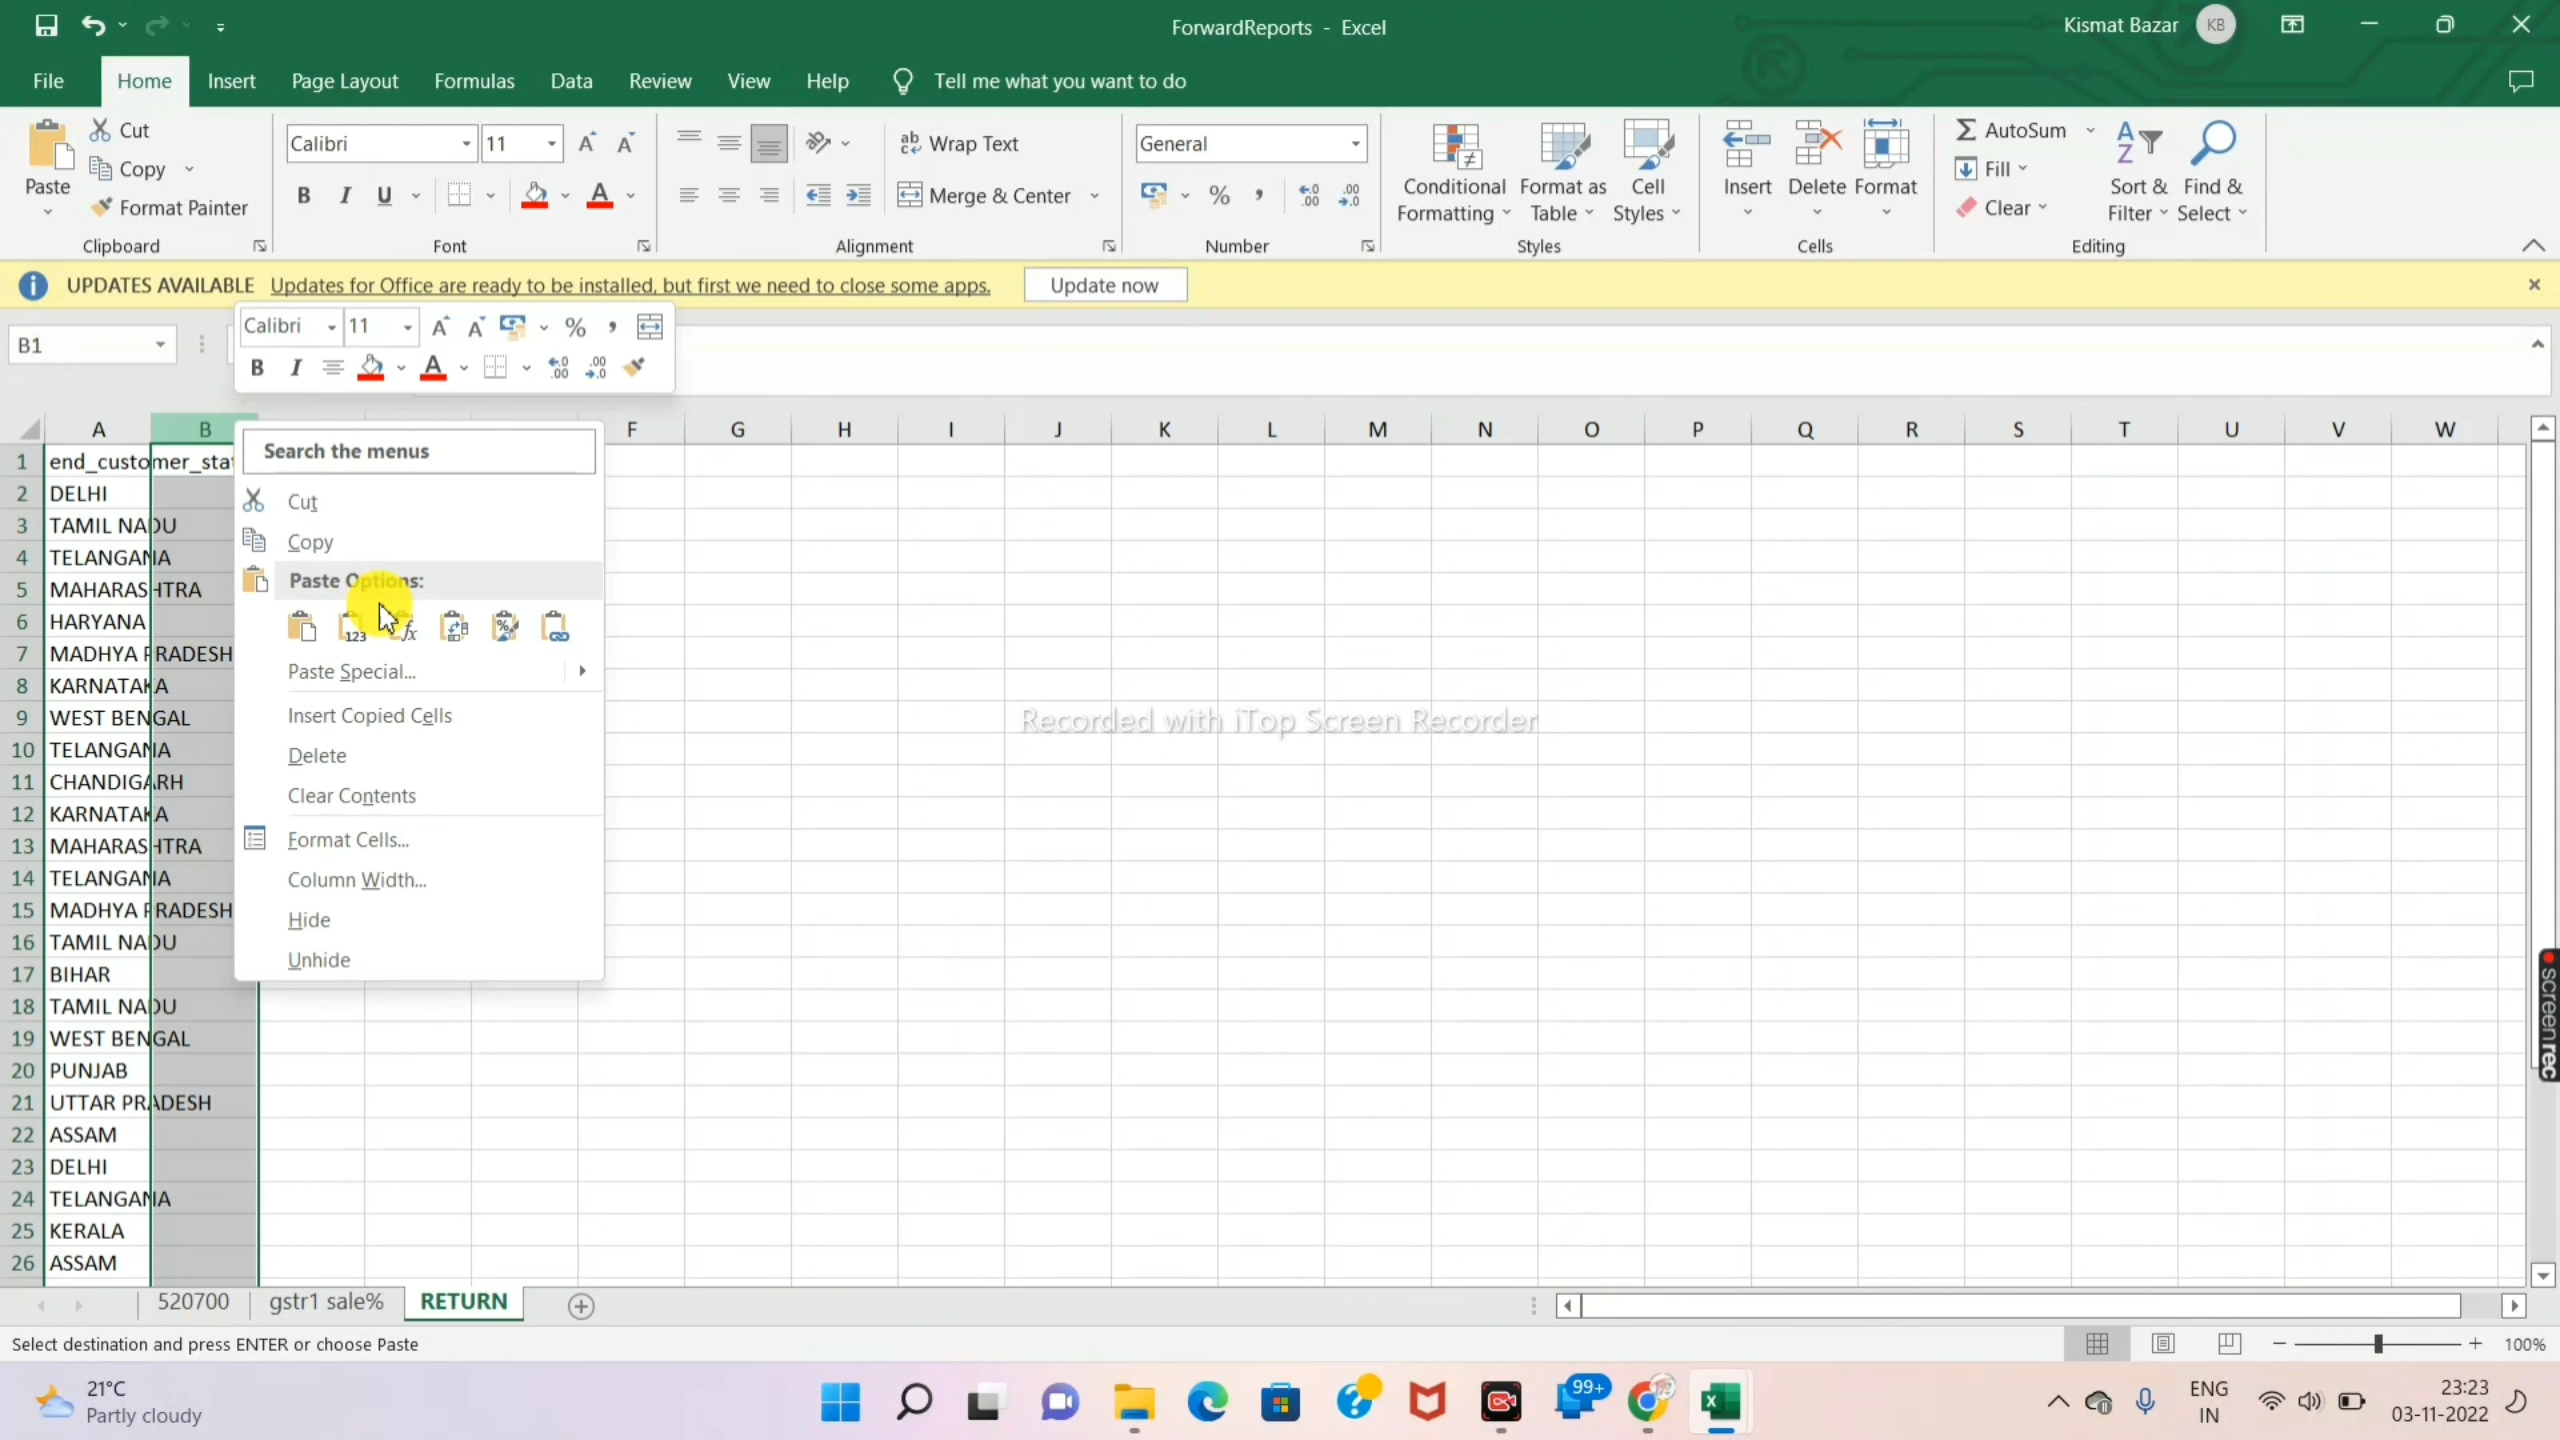 ForwardReports - Excel
Kismat Bazar KB
File Home Insert Page Layout Formulas Data Review View Help Tell me what you want to do
Paste
Cut
Copy
Format Painter
Clipboard
Calibri 11
B I U
Font
Wrap Text
Merge & Center
Alignment
General
%
Number
Conditional Formatting
Format as Table
Cell Styles
Styles
Insert Delete Format
Cells
AutoSum
Fill
Clear
Sort & Filter
Find & Select
Editing
UPDATES AVAILABLE Updates for Office are ready to be installed, but first we need to close some apps. Update now
B1
Calibri 11
B I
A B F G H I J K L M N O P Q R S T U V W
Search the menus
Cut
Copy
Paste Options:
Paste Special...
Insert Copied Cells
Delete
Clear Contents
Format Cells...
Column Width...
Hide
Unhide
1 end_customer_sta
2 DELHI
3 TAMIL NADU
4 TELANGANA
5 MAHARASHTRA
6 HARYANA
7 MADHYA PRADESH
8 KARNATAKA
9 WEST BENGAL
10 TELANGANA
11 CHANDIGARH
12 KARNATAKA
13 MAHARASHTRA
14 TELANGANA
15 MADHYA PRADESH
16 TAMIL NADU
17 BIHAR
18 TAMIL NADU
19 WEST BENGAL
20 PUNJAB
21 UTTAR PRADESH
22 ASSAM
23 DELHI
24 TELANGANA
25 KERALA
26 ASSAM
Recorded with iTop Screen Recorder
screenrec
520700 gstr1 sale% RETURN
Select destination and press ENTER or choose Paste
100%
21°C
Partly cloudy
99+
ENG
IN
23:23
03-11-2022